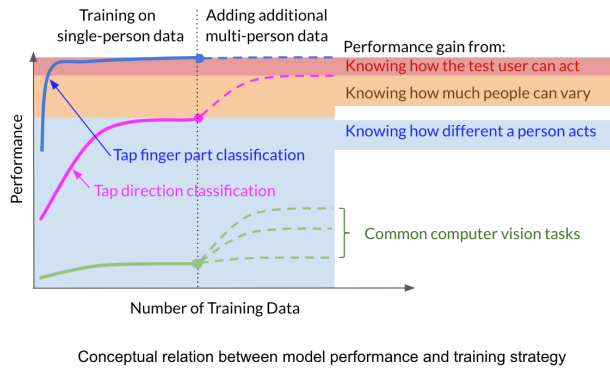 Training on
single-person data
Adding additional
multi-person data
Performance gain from:
Knowing how the test user can act
Knowing how much people can vary
Knowing how different a person acts
Tap finger part classification
Tap direction classification
Common computer vision tasks
Performance
Number of Training Data
Conceptual relation between model performance and training strategy